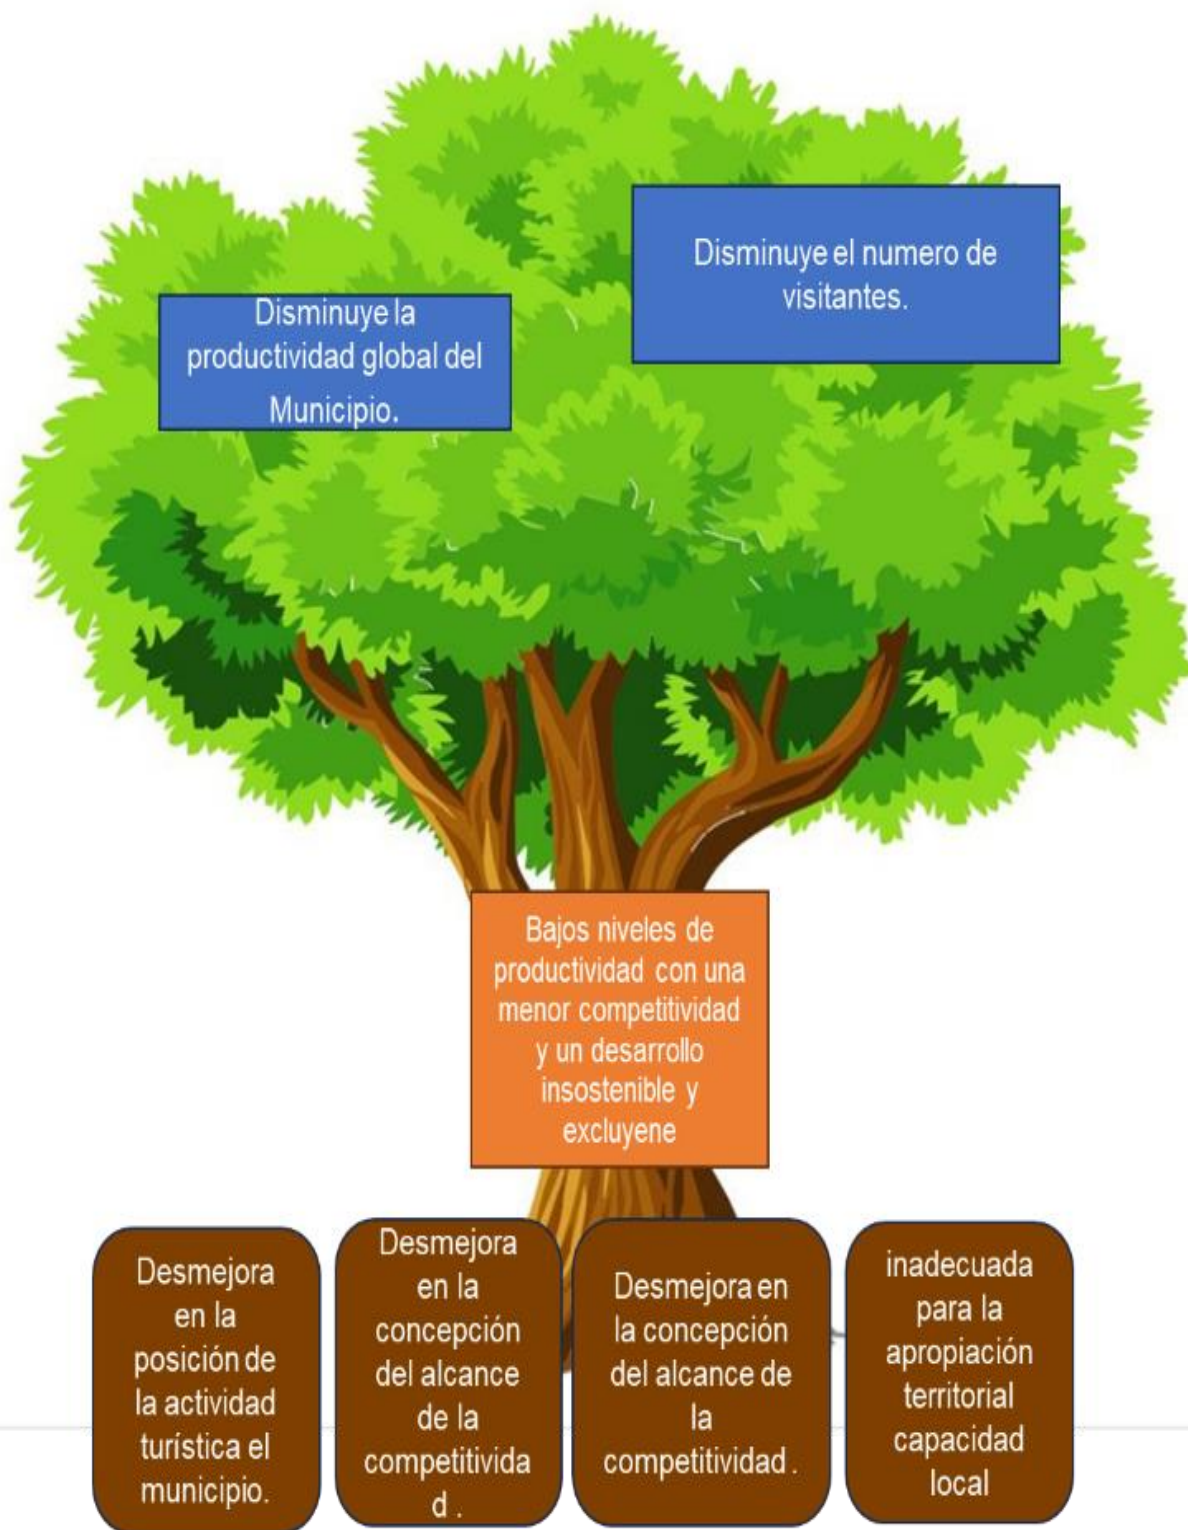 Disminuye el numero de
visitantes.
Disminuye la
productividad global del
Municipio.
Bajos niveles de
productividad con una
menor competitividad
y un desarrollo
insostenible y
excluyene
Desmejora
en la
posición de
la actividad
turística el
municipio.
Desmejora
en la
concepción
del alcance
de la
competitivida
d .
Desmejora en
la concepción
del alcance de
la
competitividad .
inadecuada
para la
apropiación
territorial
capacidad
local